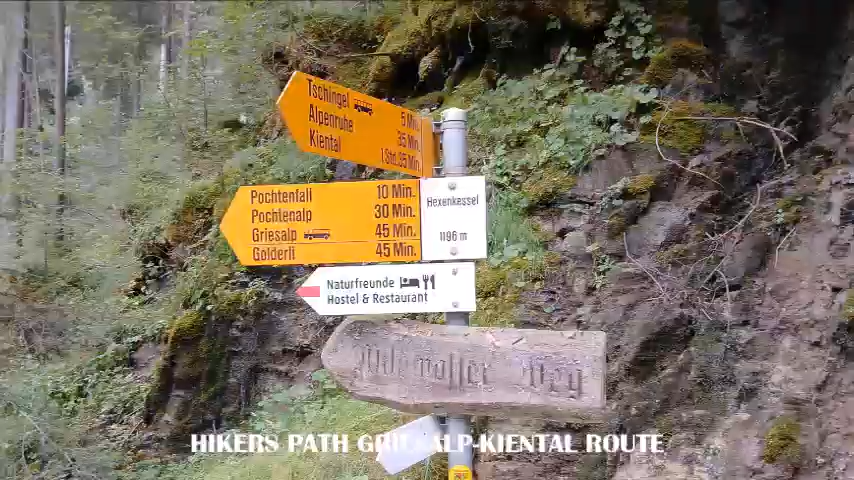 Tschingel 5 Min.
Alpenruhe 35 Min.
Kiental 1 Std. 35 Min.
Pochtenfall 10 Min.
Pochtenalp 30 Min.
Griesalp 45 Min.
Golderli 45 Min.
Hexenkessel
1196 m
Naturfreunde
Hostel & Restaurant
Weg
HIKERS PATH GRIESALP-KIENTAL ROUTE